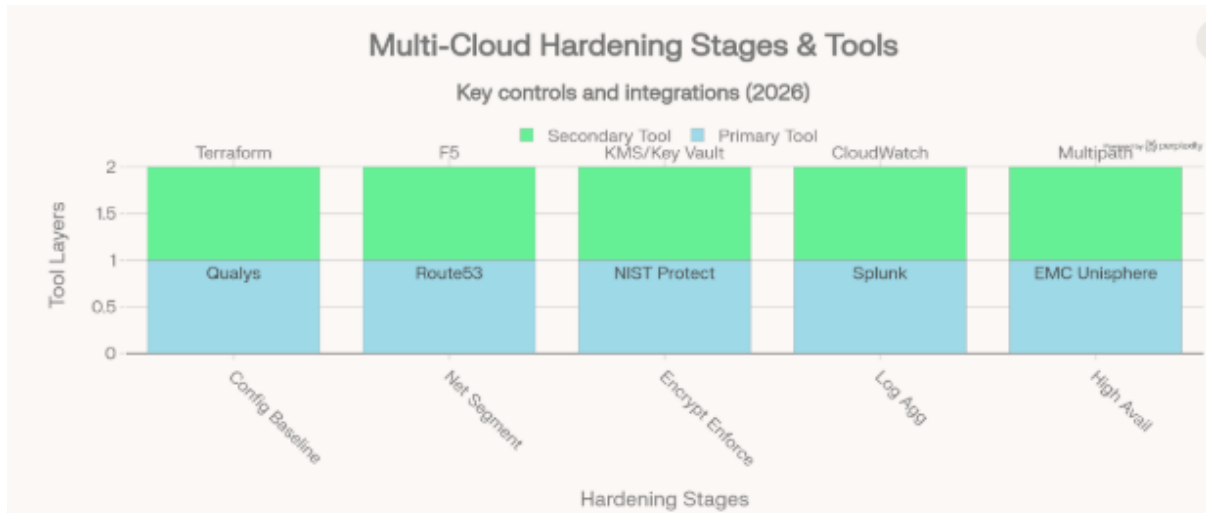 Multi-Cloud Hardening Stages & Tools
Key controls and integrations (2026)
Secondary Tool Primary Tool
Terraform F5 KMS/Key Vault CloudWatch Multipath
perplexity
2
1.5
1
0.5
0
Tool Layers
Qualys Route53 NIST Protect Splunk EMC Unisphere
Config Baseline
Net Segment
Encrypt Enforce
Log Agg
High Avail
Hardening Stages